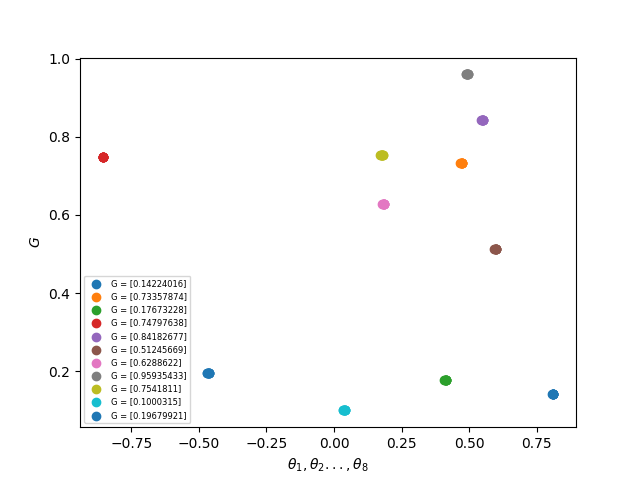 1.0
0.8
0.6
0.4
0.2
G
G = [0.14224016]
G = [0.73357874]
G = [0.17673228]
G = [0.74797638]
G = [0.84182677]
G = [0.51245669]
G = [0.6288622]
G = [0.95935433]
G = [0.7541811]
G = [0.1000315]
G = [0.19679921]
−0.75 −0.50 −0.25 0.00 0.25 0.50 0.75
θ₁, θ₂..., θ₈